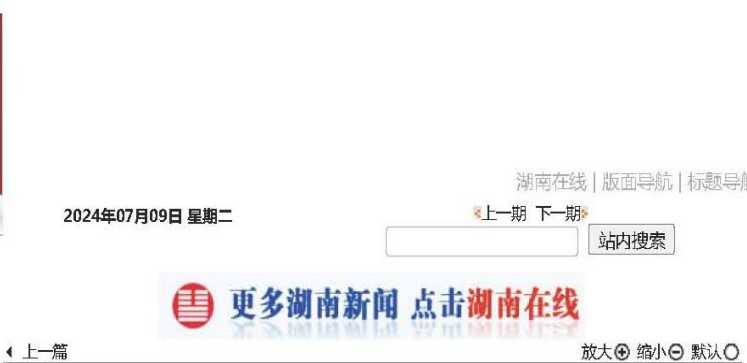 湖南在线 | 版面导航 | 标题导
2024年07月09日 星期二
上一期 下一期
站内搜索
更多湖南新闻 点击湖南在线
上一篇 放大 缩小 默认